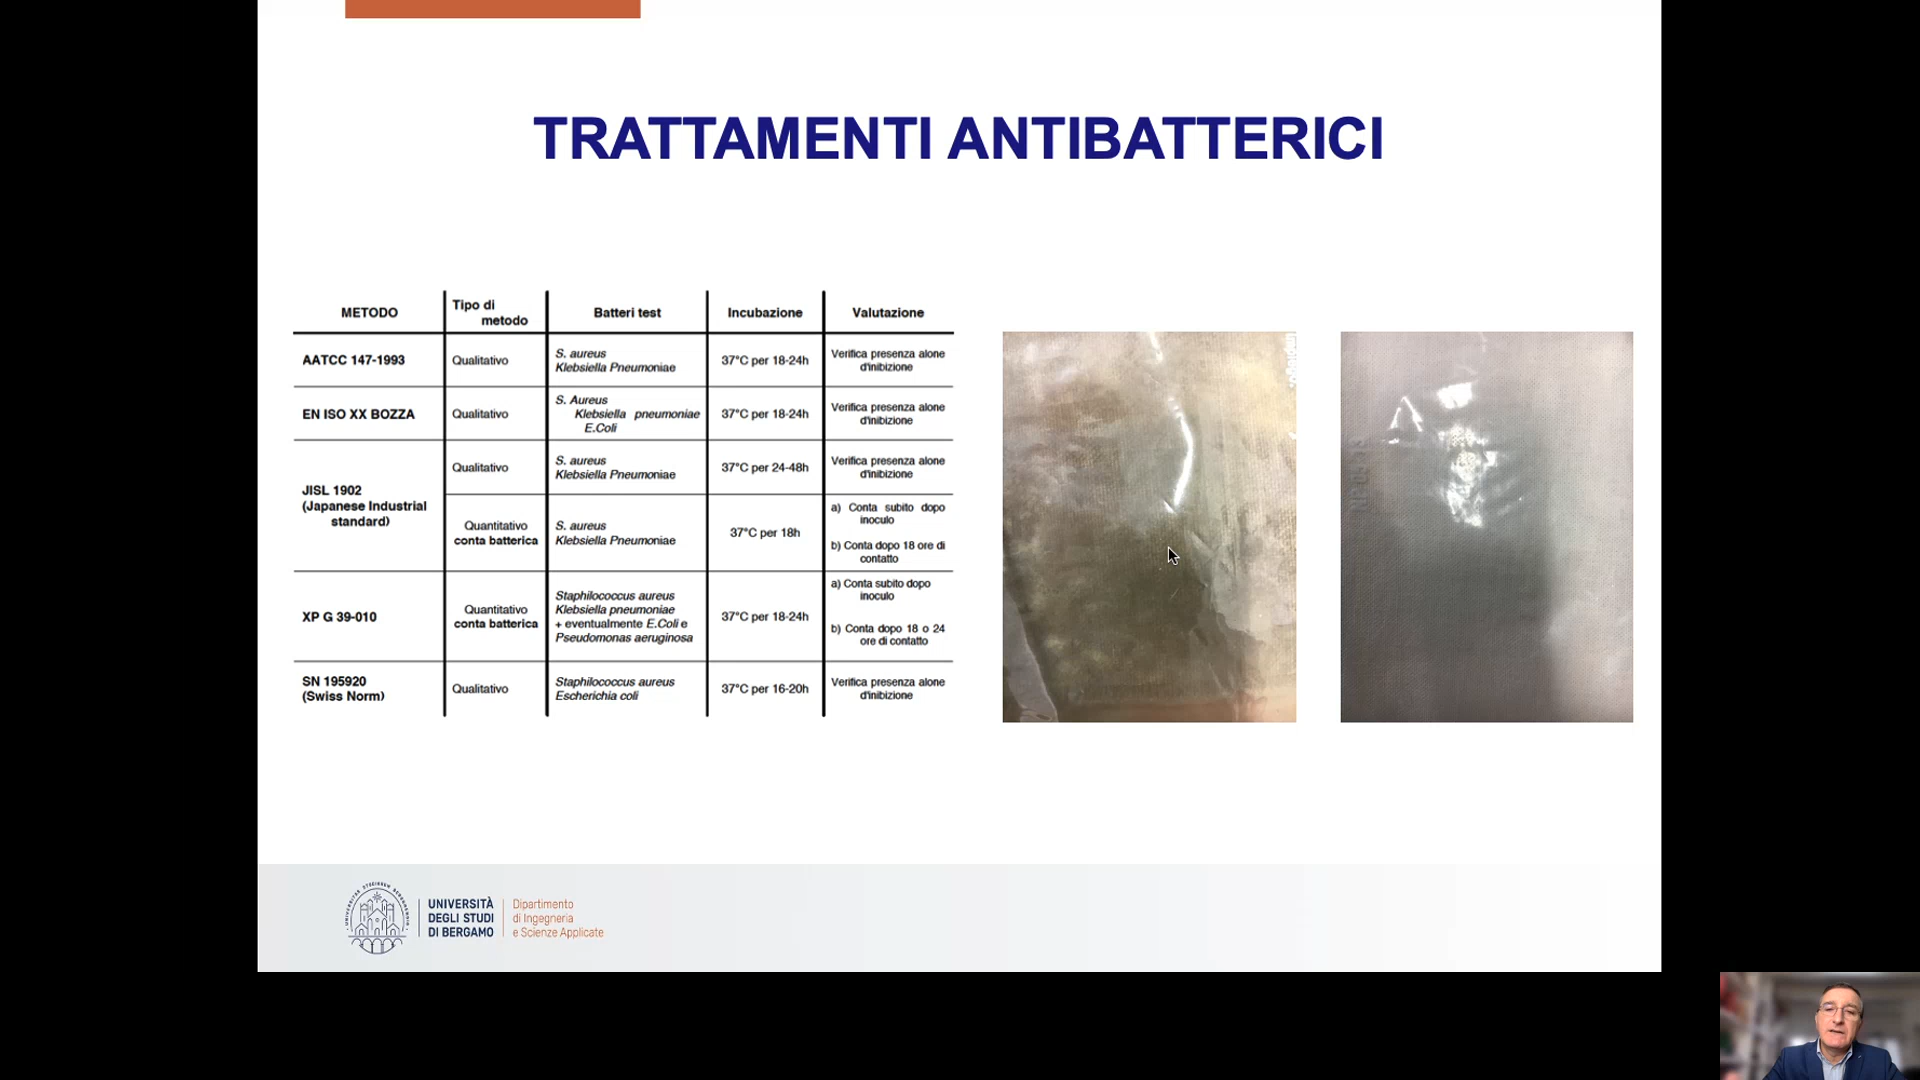 TRATTAMENTI ANTIBATTERICI
METODO
Tipo di
metodo
Batteri test
Incubazione
Valutazione
AATCC 147-1993
Qualitativo
S. aureus
Klebsiella Pneumoniae
37°C per 18-24h
Verifica presenza alone
d'inibizione
EN ISO XX BOZZA
Qualitativo
S. Aureus
Klebsiella pneumoniae
E.Coli
37°C per 18-24h
Verifica presenza alone
d'inibizione
JISL 1902
(Japanese Industrial
standard)
Qualitativo
S. aureus
Klebsiella Pneumoniae
37°C per 24-48h
Verifica presenza alone
d'inibizione
Quantitativo
conta batterica
S. aureus
Klebsiella Pneumoniae
37°C per 18h
a) Conta subito dopo
inoculo
b) Conta dopo 18 ore di
contatto
XP G 39-010
Quantitativo
conta batterica
Staphilococcus aureus
Klebsiella pneumoniae
+ eventualmente E.Coli e
Pseudomonas aeruginosa
37°C per 18-24h
a) Conta subito dopo
inoculo
b) Conta dopo 18 o 24
ore di contatto
SN 195920
(Swiss Norm)
Qualitativo
Staphilococcus aureus
Escherichia coli
37°C per 16-20h
Verifica presenza alone
d'inibizione
UNIVERSITÀ
DEGLI STUDI
DI BERGAMO
Dipartimento
di Ingegneria
e Scienze Applicate